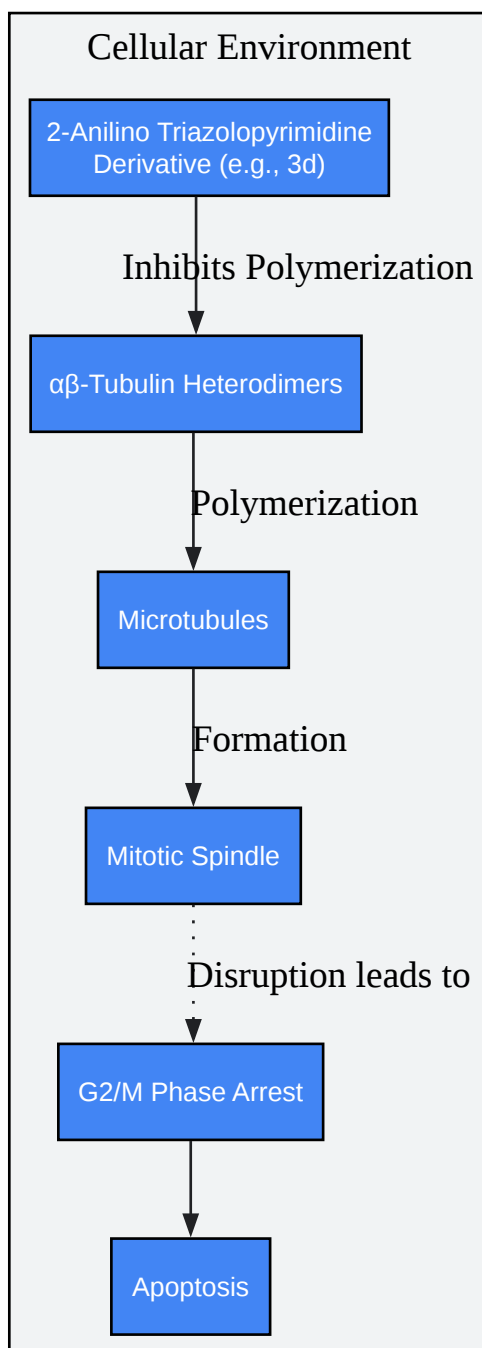 Cellular Environment
2-Anilino Triazolopyrimidine
Derivative (e.g., 3d)
Inhibits Polymerization
αβ-Tubulin Heterodimers
Polymerization
Microtubules
Formation
Mitotic Spindle
Disruption leads to
G2/M Phase Arrest
Apoptosis